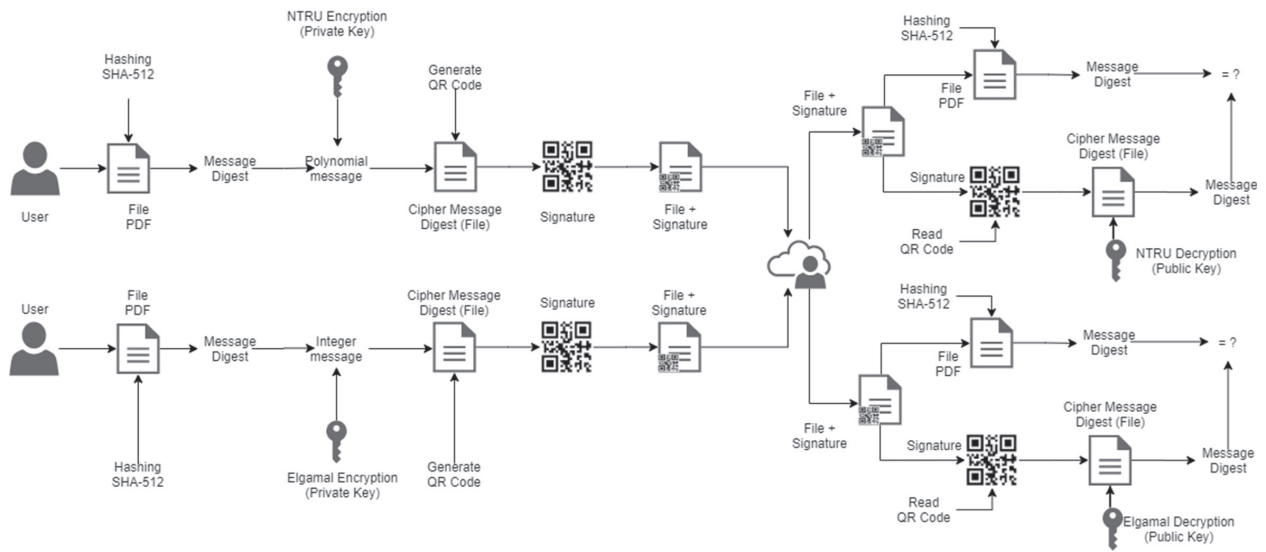 NTRU Encryption
(Private Key)
Hashing
SHA-512
Generate
QR Code
User
File
PDF
Message
Digest
Polynomial
message
Cipher Message
Digest (File)
Signature
File +
Signature
User
File
PDF
Hashing
SHA-512
Message
Digest
Integer
message
Elgamal Encryption
(Private Key)
Cipher Message
Digest (File)
Generate
QR Code
Signature
File +
Signature
File +
Signature
Hashing
SHA-512
File
PDF
Message
Digest
= ?
Signature
Read
QR Code
Cipher Message
Digest (File)
NTRU Decryption
(Public Key)
Message
Digest
File +
Signature
Hashing
SHA-512
File
PDF
Message
Digest
= ?
Signature
Read
QR Code
Cipher Message
Digest (File)
Elgamal Decryption
(Public Key)
Message
Digest